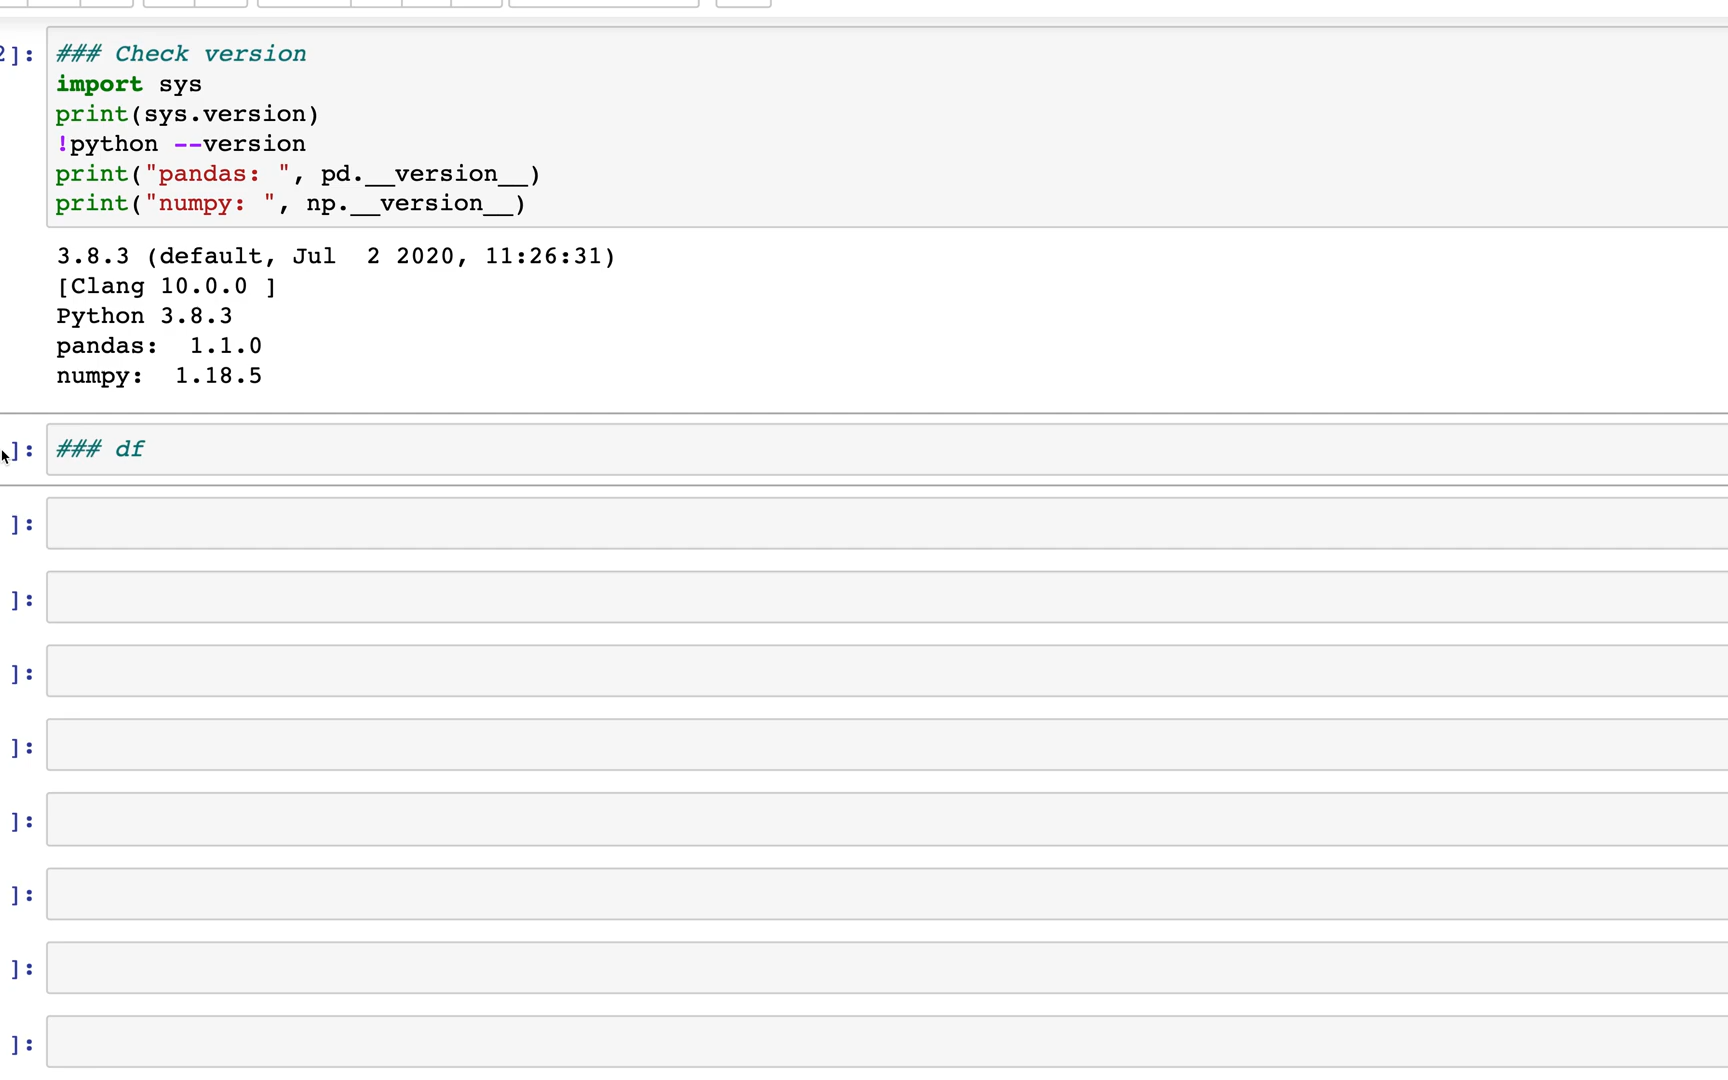 2]:
### Check version
import sys
print(sys.version)
!python --version
print("pandas: ", pd.__version__)
print("numpy: ", np.__version__)
3.8.3 (default, Jul  2 2020, 11:26:31)
[Clang 10.0.0 ]
Python 3.8.3
pandas:  1.1.0
numpy:  1.18.5
]:
### df
]:
]:
]:
]:
]:
]:
]:
]: